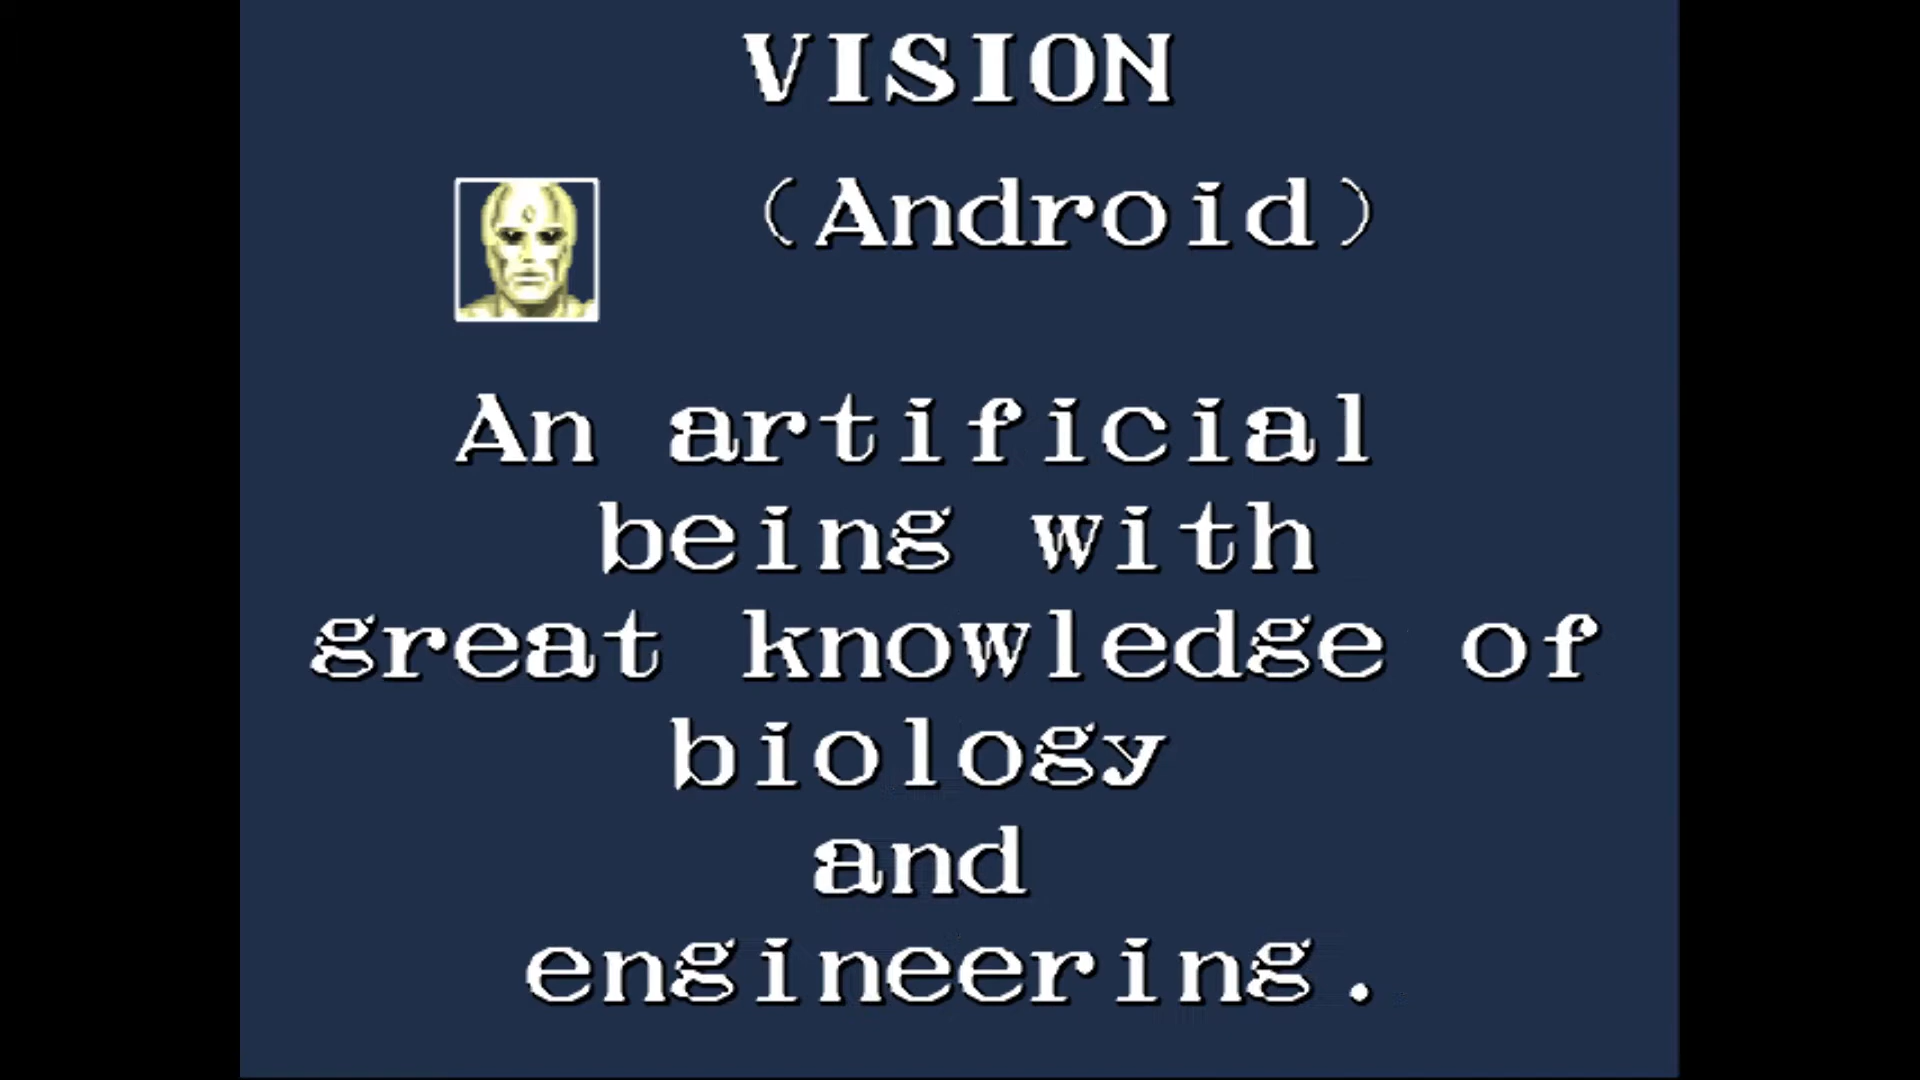 VISION
(Android)
An artificial
being with
great knowledge of
biology
and
engineering.